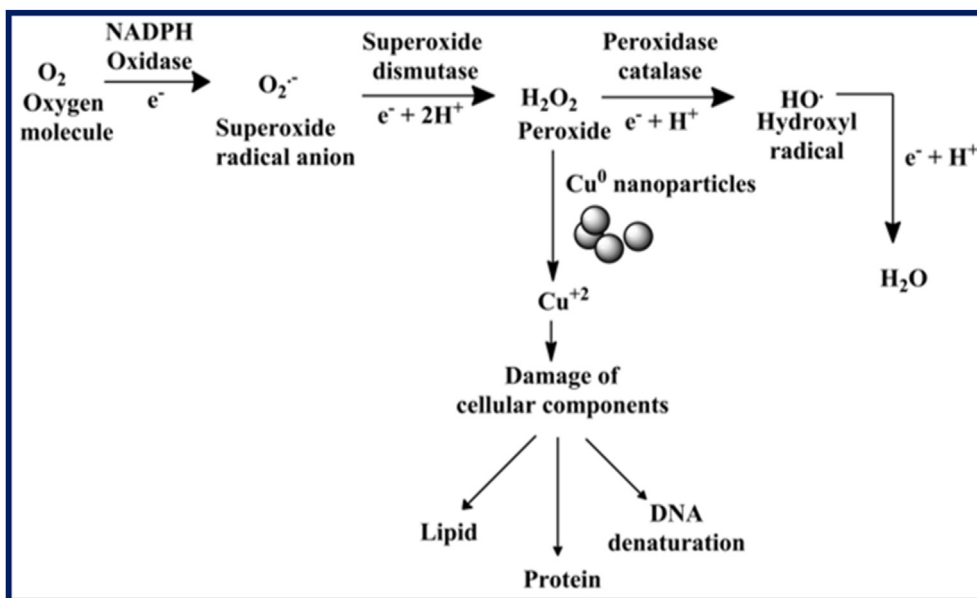 NADPH
Oxidase
O₂
e⁻
Oxygen
molecule
O₂·⁻
Superoxide
radical anion
Superoxide
dismutase
e⁻ + 2H⁺
H₂O₂
Peroxide
Peroxidase
catalase
e⁻ + H⁺
HO·
Hydroxyl
radical
e⁻ + H⁺
H₂O
Cu⁰ nanoparticles
Cu⁺²
Damage of
cellular components
Lipid
Protein
DNA
denaturation